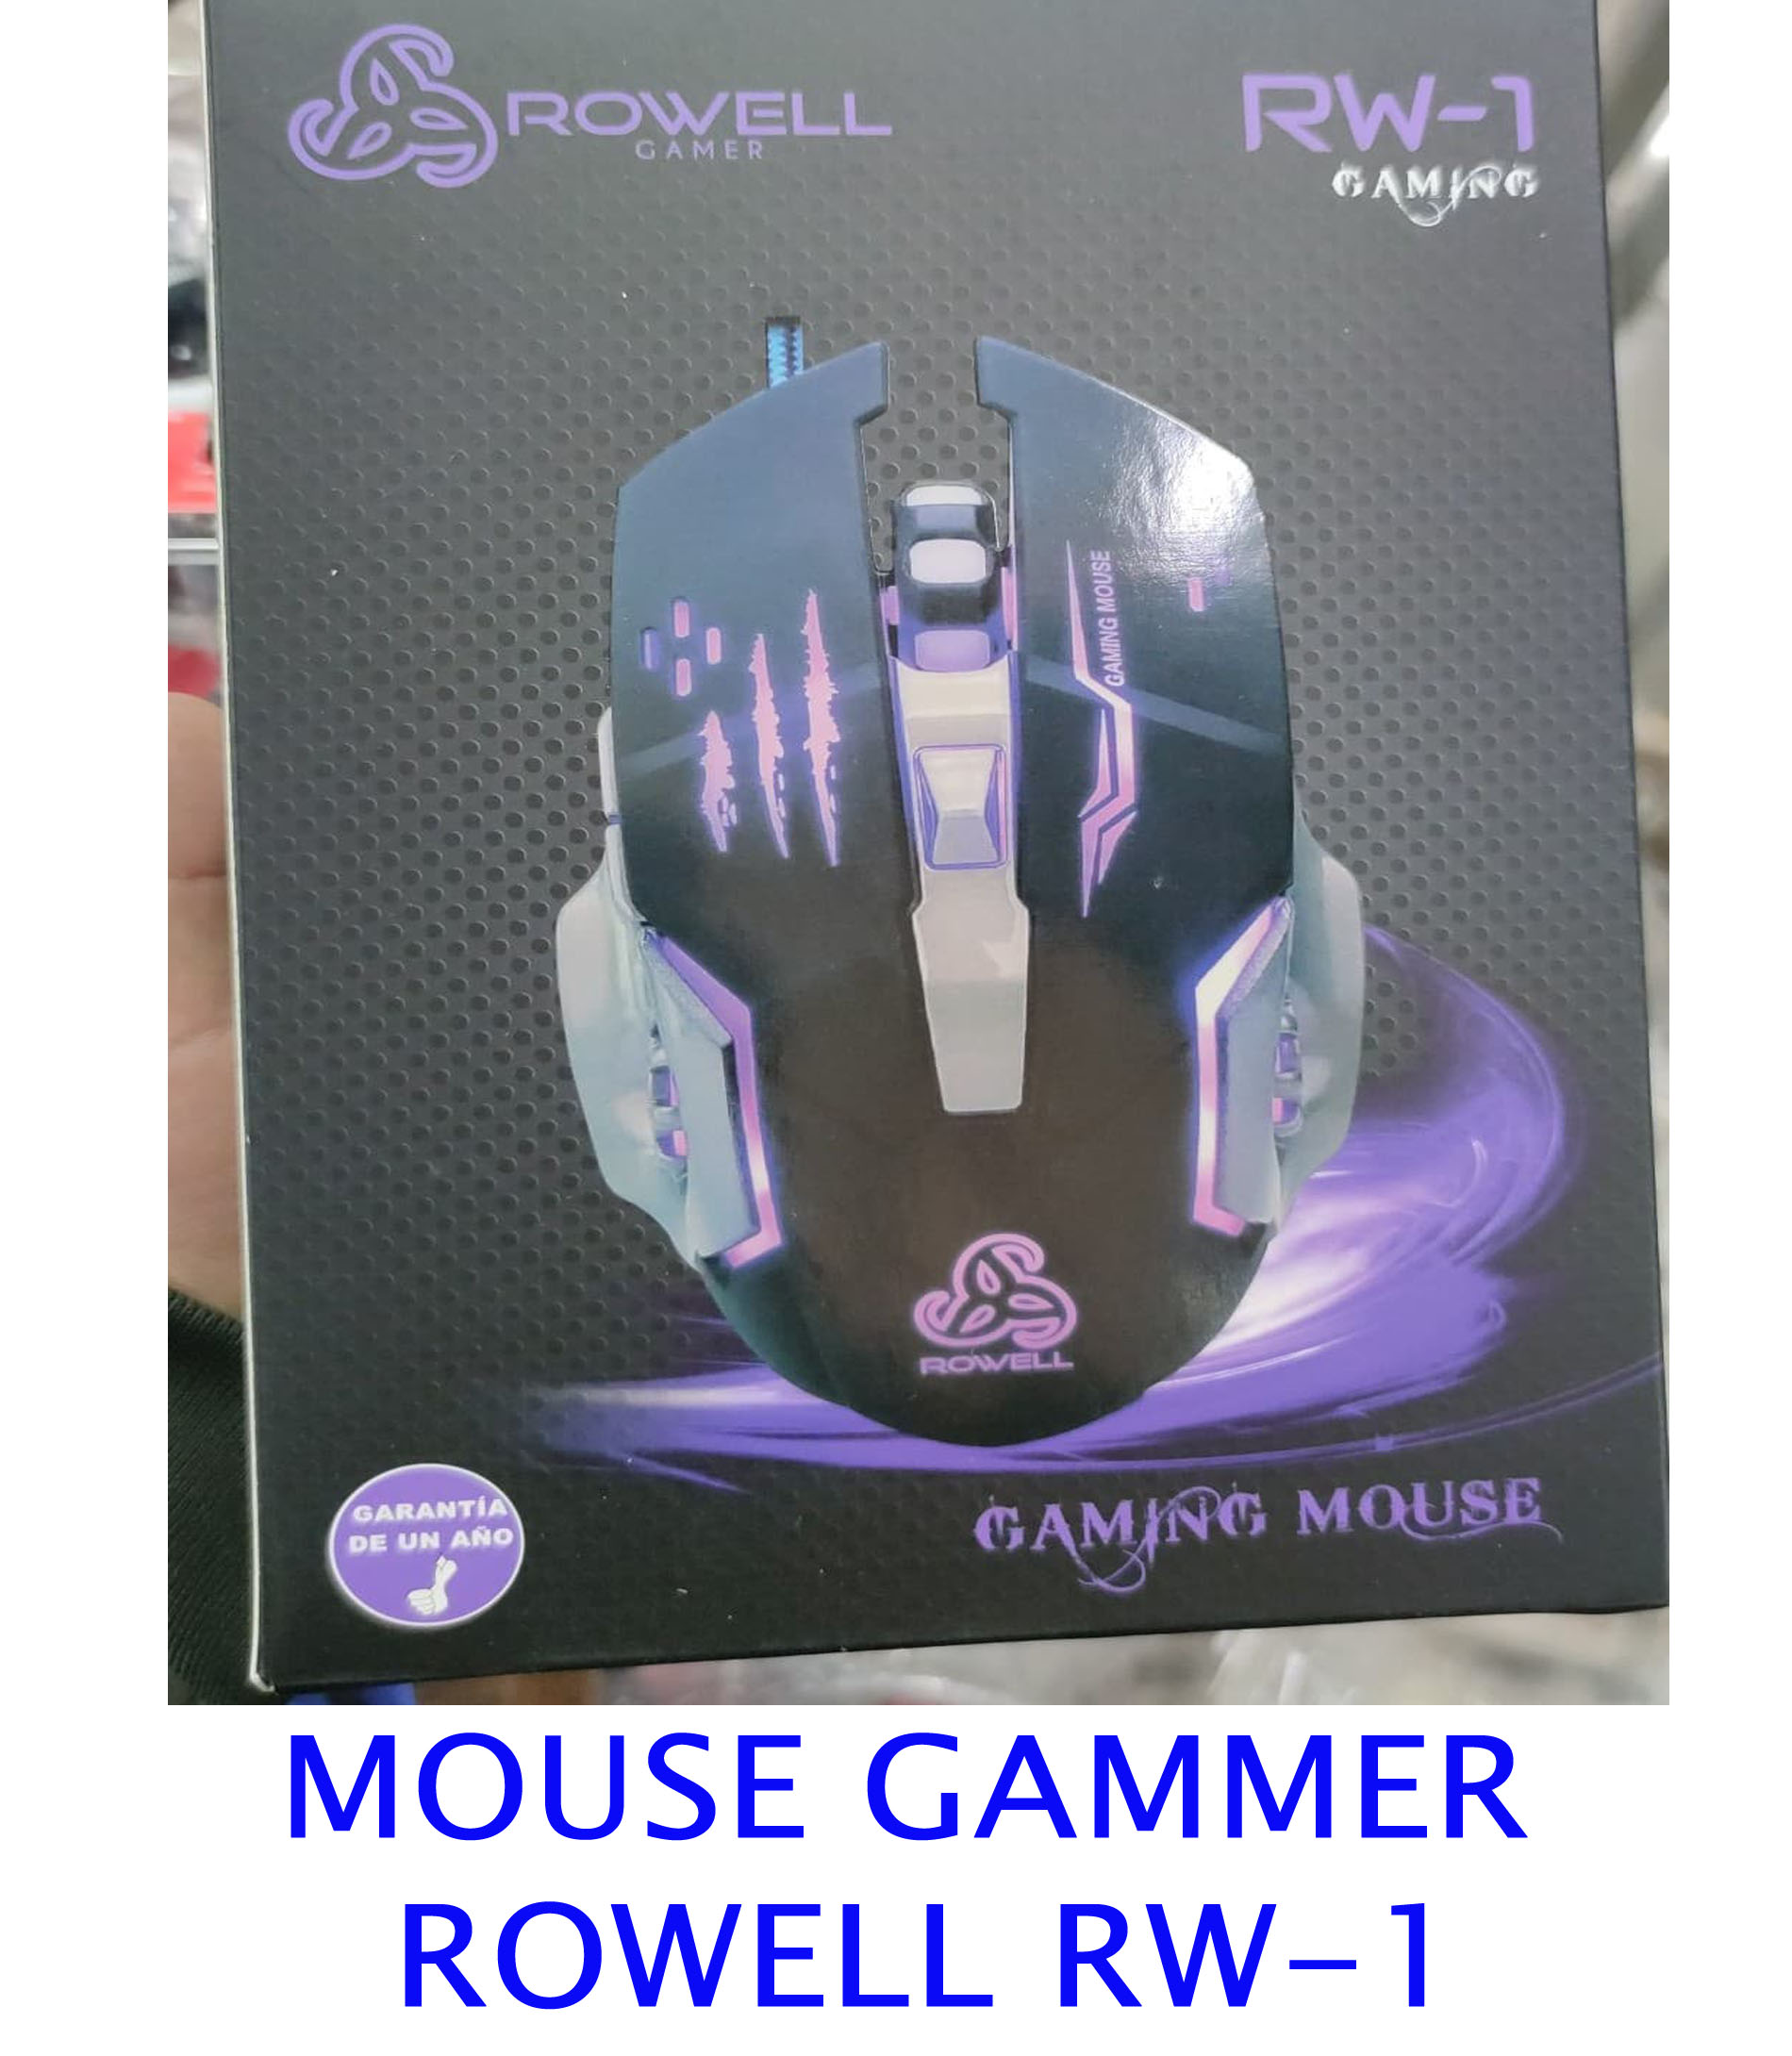 ROWELL
GAMER
RW-1
GAMING
GAMING MOUSE
ROWELL
GARANTÍA
DE UN AÑO
GAMING MOUSE
MOUSE GAMMER
ROWELL RW-1